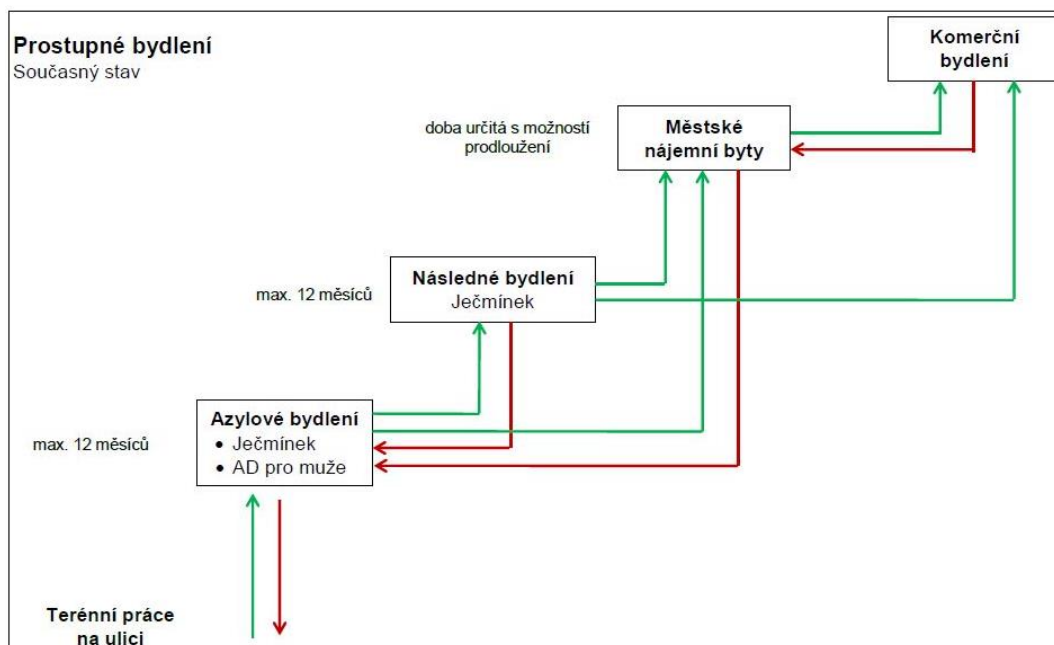 Prostupné bydlení
Současný stav
Komerční
bydlení
doba určitá s možností
prodloužení
Městské
nájemní byty
max. 12 měsíců
Následné bydlení
Ječmínek
max. 12 měsíců
Azylové bydlení
• Ječmínek
• AD pro muže
Terénní práce
na ulici